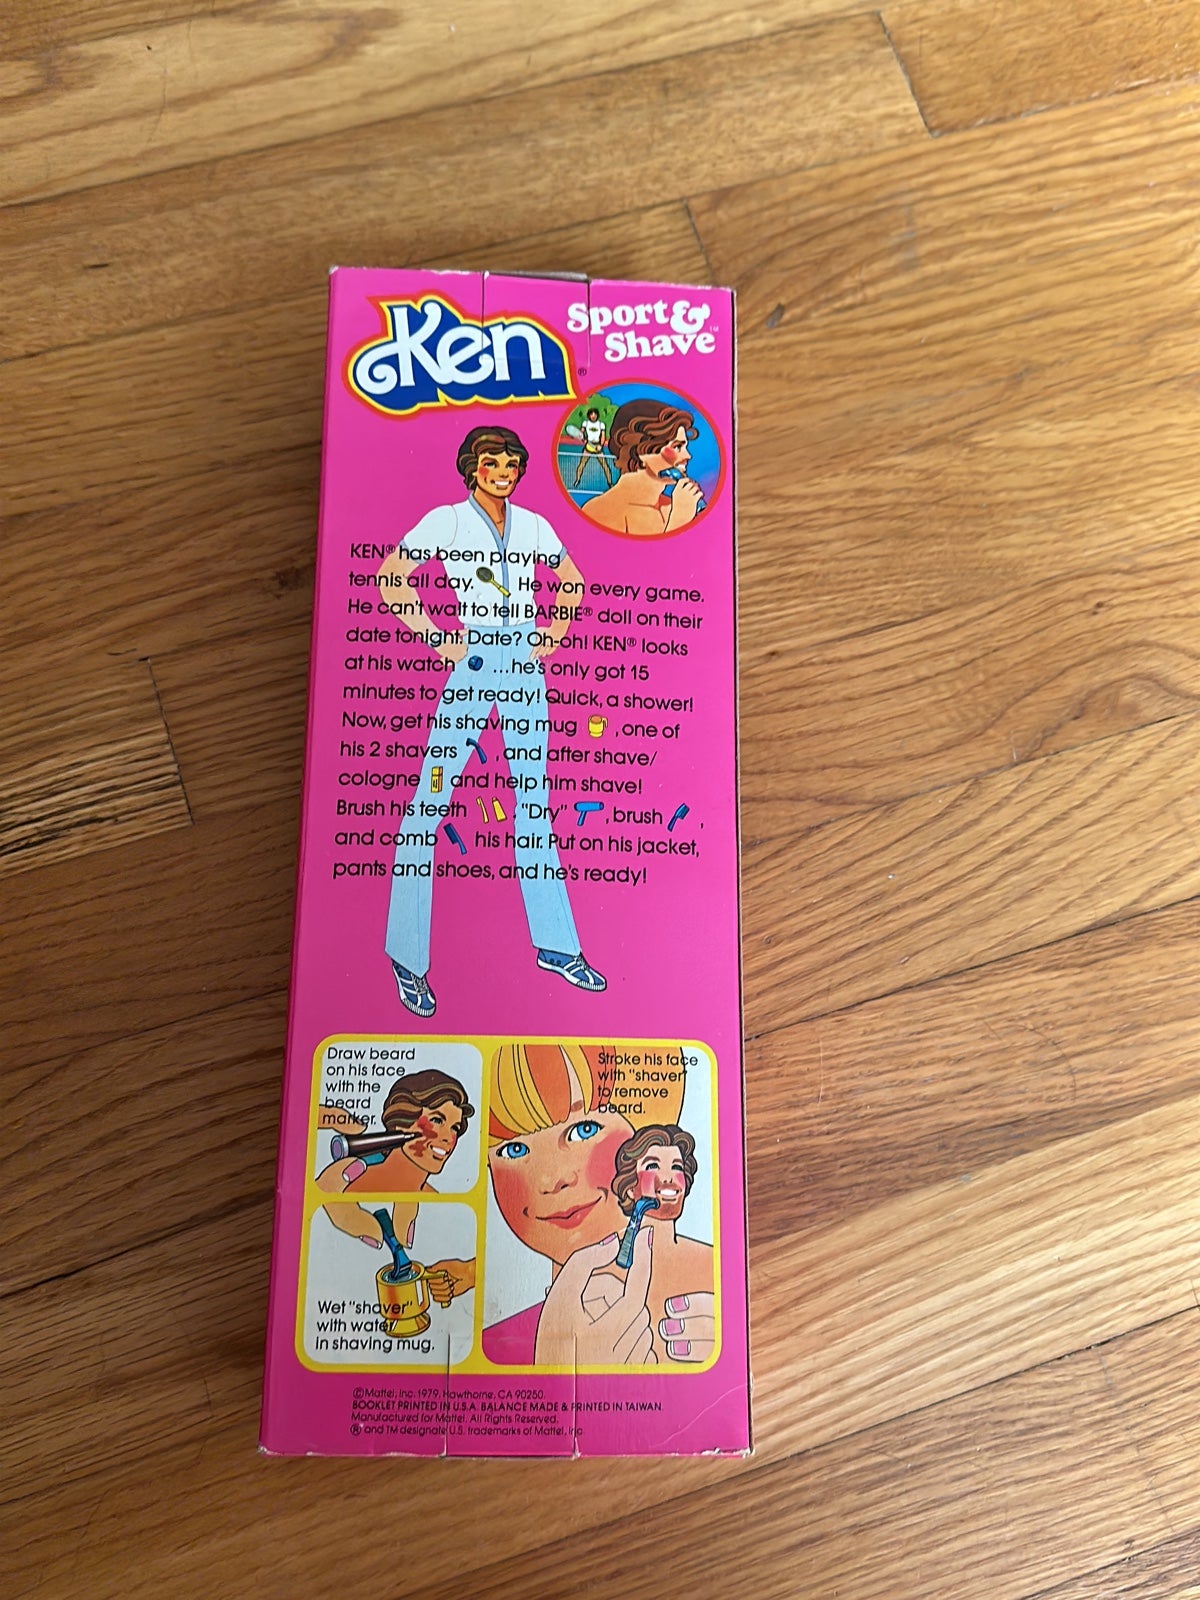 Ken®
Sport &
Shave™
KEN® has been playing
tennis all day. He won every game.
He can't wait to tell BARBIE® doll on their
date tonight. Date? Oh-oh! KEN® looks
at his watch ...he's only got 15
minutes to get ready! Quick, a shower!
Now, get his shaving mug , one of
his 2 shavers , and after shave/
cologne and help him shave!
Brush his teeth . "Dry" , brush ,
and comb his hair. Put on his jacket,
pants and shoes, and he's ready!
Draw beard
on his face
with the
beard
marker.
Stroke his face
with "shaver"
to remove
beard.
Wet "shaver"
with water
in shaving mug.
©Mattel, Inc. 1979, Hawthorne, CA 90250.
BOOKLET PRINTED IN U.S.A. BALANCE MADE & PRINTED IN TAIWAN.
Manufactured for Mattel. All Rights Reserved.
® and TM designate U.S. trademarks of Mattel, Inc.